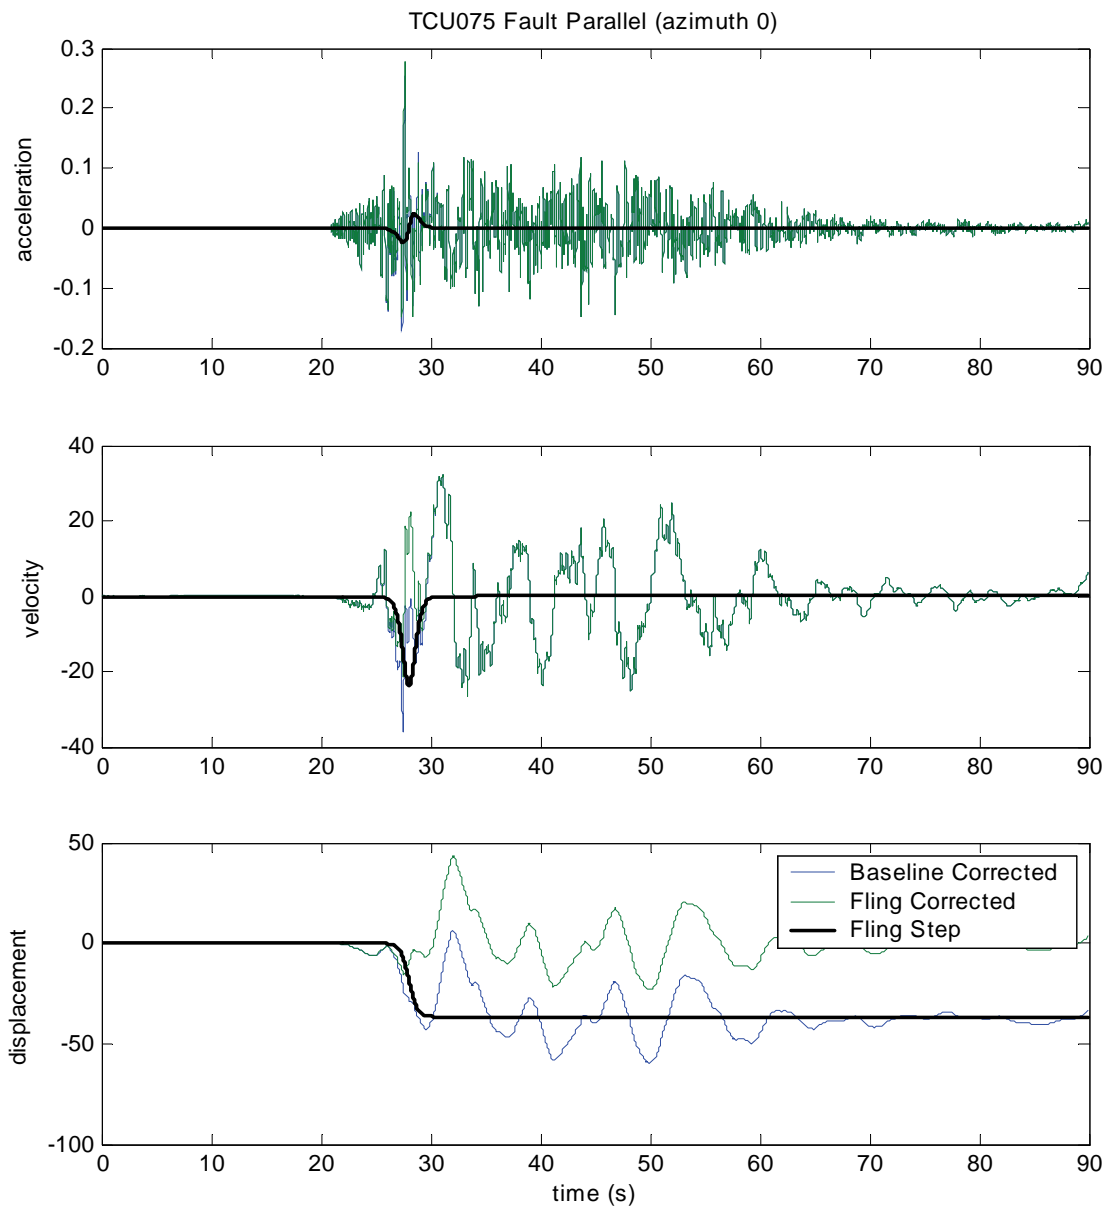 TCU075 Fault Parallel (azimuth 0)
0.3
0.2
0.1
0
-0.1
-0.2
acceleration
0 10 20 30 40 50 60 70 80 90
40
20
0
-20
-40
velocity
0 10 20 30 40 50 60 70 80 90
50
0
-50
-100
displacement
Baseline Corrected
Fling Corrected
Fling Step
0 10 20 30 40 50 60 70 80 90
time (s)